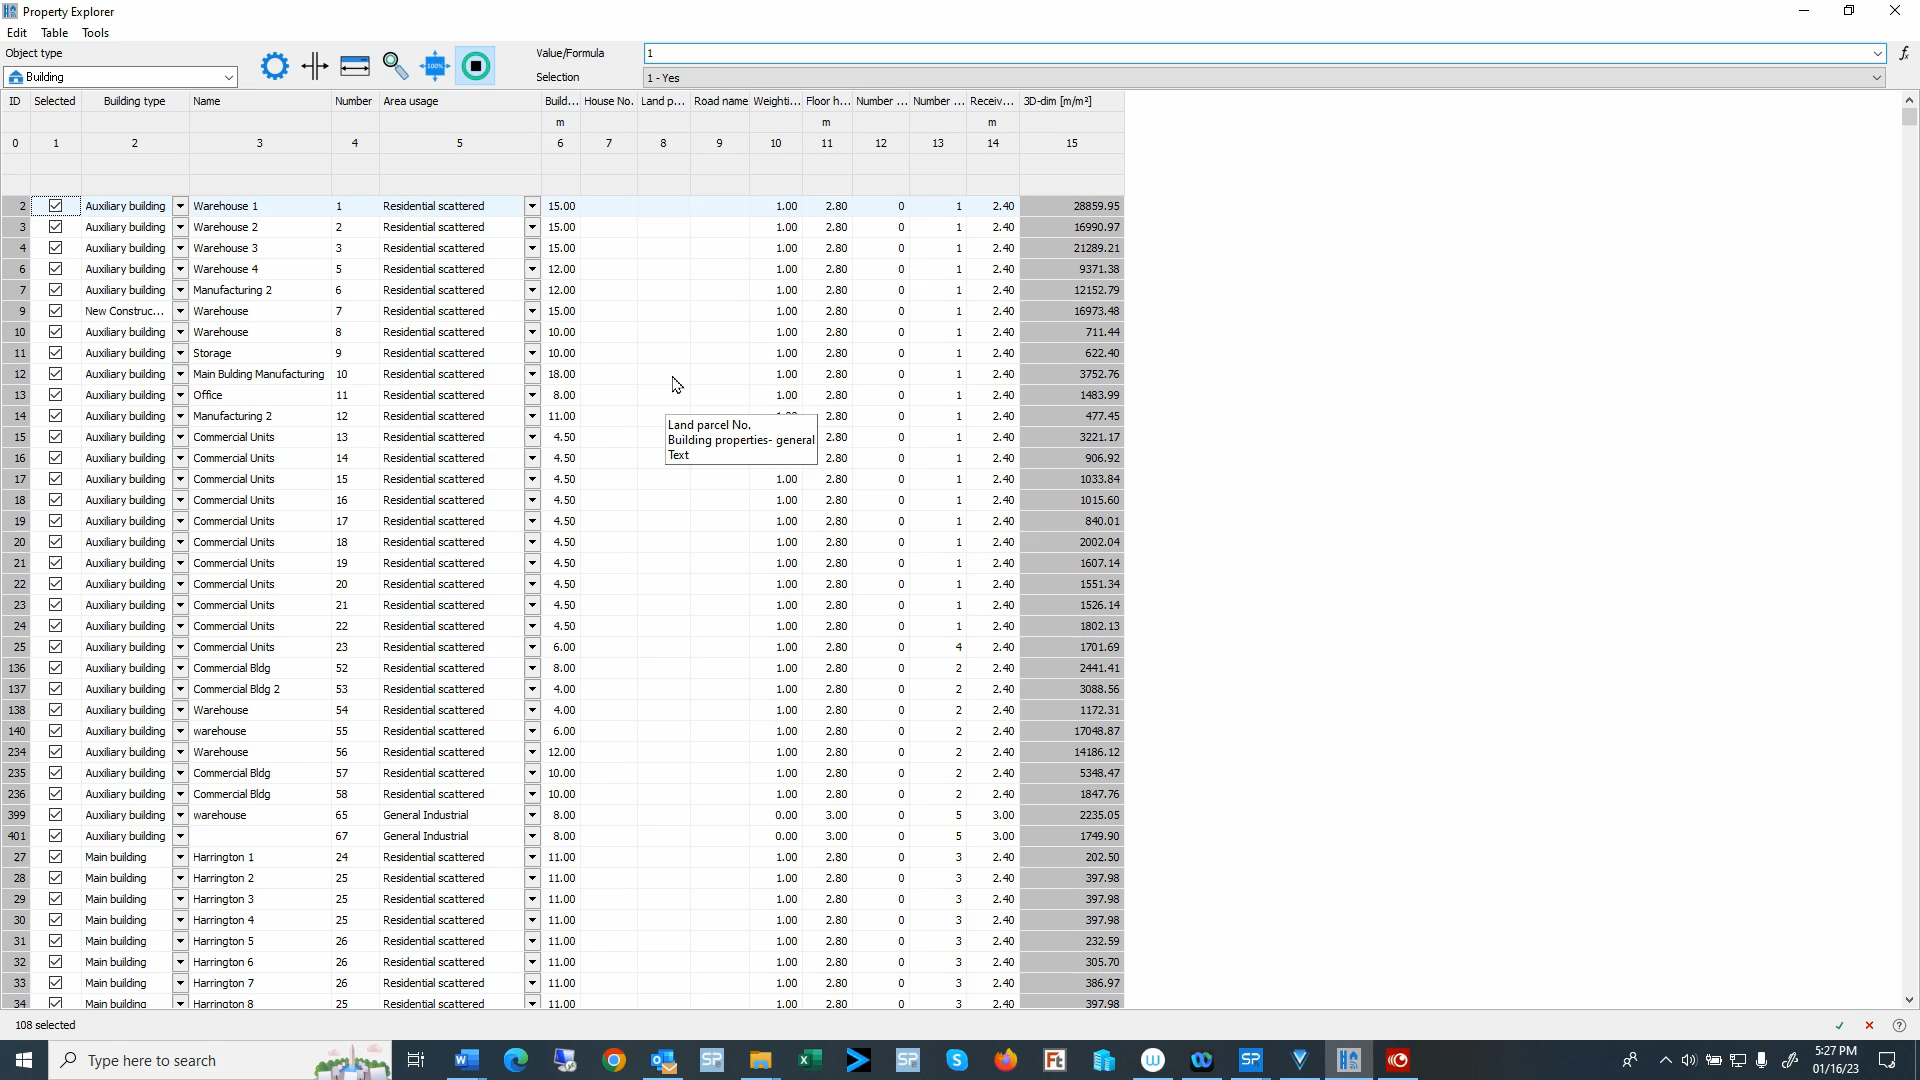 Property Explorer
Edit Table Tools
Object type
Building
100%
Value/Formula 1
Selection 1 - Yes
ID Selected Building type Name Number Area usage Build... House No. Land p... Road name Weighti... Floor h... Number ... Number ... Receiv... 3D-dim [m/m²]
m m m
0 1 2 3 4 5 6 7 8 9 10 11 12 13 14 15
2 Auxiliary building Warehouse 1 1 Residential scattered 15.00 1.00 2.80 0 1 2.40 28859.95
3 Auxiliary building Warehouse 2 2 Residential scattered 15.00 1.00 2.80 0 1 2.40 16990.97
4 Auxiliary building Warehouse 3 3 Residential scattered 15.00 1.00 2.80 0 1 2.40 21289.21
6 Auxiliary building Warehouse 4 5 Residential scattered 12.00 1.00 2.80 0 1 2.40 9371.38
7 Auxiliary building Manufacturing 2 6 Residential scattered 12.00 1.00 2.80 0 1 2.40 12152.79
9 New Construc... Warehouse 7 Residential scattered 15.00 1.00 2.80 0 1 2.40 16973.48
10 Auxiliary building Warehouse 8 Residential scattered 10.00 1.00 2.80 0 1 2.40 711.44
11 Auxiliary building Storage 9 Residential scattered 10.00 1.00 2.80 0 1 2.40 622.40
12 Auxiliary building Main Bulding Manufacturing 10 Residential scattered 18.00 1.00 2.80 0 1 2.40 3752.76
13 Auxiliary building Office 11 Residential scattered 8.00 1.00 2.80 0 1 2.40 1483.99
14 Auxiliary building Manufacturing 2 12 Residential scattered 11.00 2.80 0 1 2.40 477.45
Land parcel No.
Building properties- general
Text
15 Auxiliary building Commercial Units 13 Residential scattered 4.50 2.80 0 1 2.40 3221.17
16 Auxiliary building Commercial Units 14 Residential scattered 4.50 2.80 0 1 2.40 906.92
17 Auxiliary building Commercial Units 15 Residential scattered 4.50 1.00 2.80 0 1 2.40 1033.84
18 Auxiliary building Commercial Units 16 Residential scattered 4.50 1.00 2.80 0 1 2.40 1015.60
19 Auxiliary building Commercial Units 17 Residential scattered 4.50 1.00 2.80 0 1 2.40 840.01
20 Auxiliary building Commercial Units 18 Residential scattered 4.50 1.00 2.80 0 1 2.40 2002.04
21 Auxiliary building Commercial Units 19 Residential scattered 4.50 1.00 2.80 0 1 2.40 1607.14
22 Auxiliary building Commercial Units 20 Residential scattered 4.50 1.00 2.80 0 1 2.40 1551.34
23 Auxiliary building Commercial Units 21 Residential scattered 4.50 1.00 2.80 0 1 2.40 1526.14
24 Auxiliary building Commercial Units 22 Residential scattered 4.50 1.00 2.80 0 1 2.40 1802.13
25 Auxiliary building Commercial Units 23 Residential scattered 6.00 1.00 2.80 0 4 2.40 1701.69
136 Auxiliary building Commercial Bldg 52 Residential scattered 8.00 1.00 2.80 0 2 2.40 2441.41
137 Auxiliary building Commercial Bldg 2 53 Residential scattered 4.00 1.00 2.80 0 2 2.40 3088.56
138 Auxiliary building Warehouse 54 Residential scattered 4.00 1.00 2.80 0 2 2.40 1172.31
140 Auxiliary building warehouse 55 Residential scattered 6.00 1.00 2.80 0 2 2.40 17048.87
234 Auxiliary building Warehouse 56 Residential scattered 12.00 1.00 2.80 0 2 2.40 14186.12
235 Auxiliary building Commercial Bldg 57 Residential scattered 10.00 1.00 2.80 0 2 2.40 5348.47
236 Auxiliary building Commercial Bldg 58 Residential scattered 10.00 1.00 2.80 0 2 2.40 1847.76
399 Auxiliary building warehouse 65 General Industrial 8.00 0.00 3.00 0 5 3.00 2235.05
401 Auxiliary building 67 General Industrial 8.00 0.00 3.00 0 5 3.00 1749.90
27 Main building Harrington 1 24 Residential scattered 11.00 1.00 2.80 0 3 2.40 202.50
28 Main building Harrington 2 25 Residential scattered 11.00 1.00 2.80 0 3 2.40 397.98
29 Main building Harrington 3 25 Residential scattered 11.00 1.00 2.80 0 3 2.40 397.98
30 Main building Harrington 4 25 Residential scattered 11.00 1.00 2.80 0 3 2.40 397.98
31 Main building Harrington 5 26 Residential scattered 11.00 1.00 2.80 0 3 2.40 232.59
32 Main building Harrington 6 26 Residential scattered 11.00 1.00 2.80 0 3 2.40 305.70
33 Main building Harrington 7 26 Residential scattered 11.00 1.00 2.80 0 3 2.40 386.97
34 Main building Harrington 8 25 Residential scattered 11.00 1.00 2.80 0 3 2.40 397.98
108 selected
Type here to search
5:27 PM
01/16/23